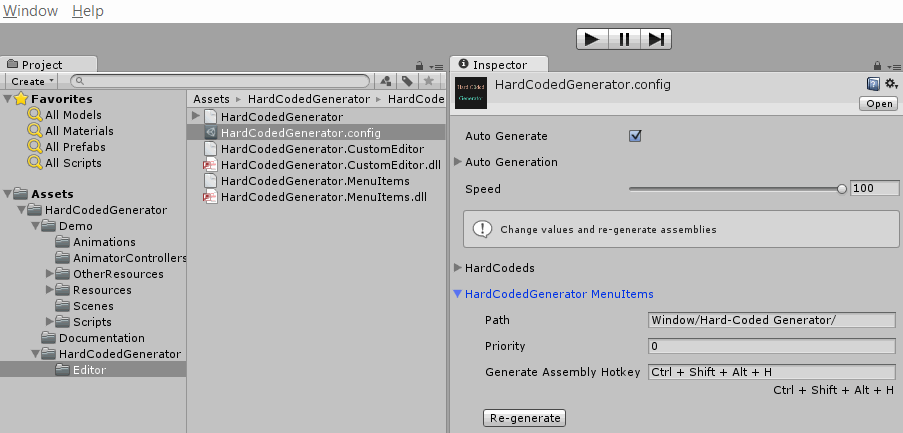 Window Help
Project
Create
Assets HardCodedGenerator HardCode
Favorites
All Models
All Materials
All Prefabs
All Scripts
Assets
HardCodedGenerator
Demo
Animations
AnimatorControllers
OtherResources
Resources
Scenes
Scripts
Documentation
HardCodedGenerator
Editor
HardCodedGenerator
HardCodedGenerator.config
HardCodedGenerator.CustomEditor
HardCodedGenerator.CustomEditor.dll
HardCodedGenerator.MenuItems
HardCodedGenerator.MenuItems.dll
Inspector
Hard Coded
Generator
HardCodedGenerator.config
Open
Auto Generate
Auto Generation
Speed 100
Change values and re-generate assemblies
HardCodeds
HardCodedGenerator MenuItems
Path Window/Hard-Coded Generator/
Priority 0
Generate Assembly Hotkey Ctrl + Shift + Alt + H
Ctrl + Shift + Alt + H
Re-generate